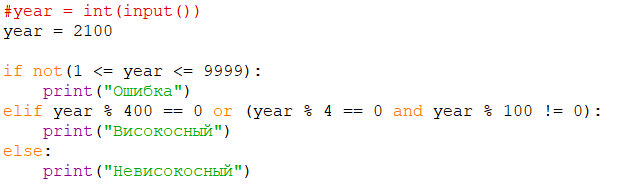 #year = int(input())
year = 2100
if not(1 <= year <= 9999):
    print("Ошибка")
elif year % 400 == 0 or (year % 4 == 0 and year % 100 != 0):
    print("Високосный")
else:
    print("Невисокосный")